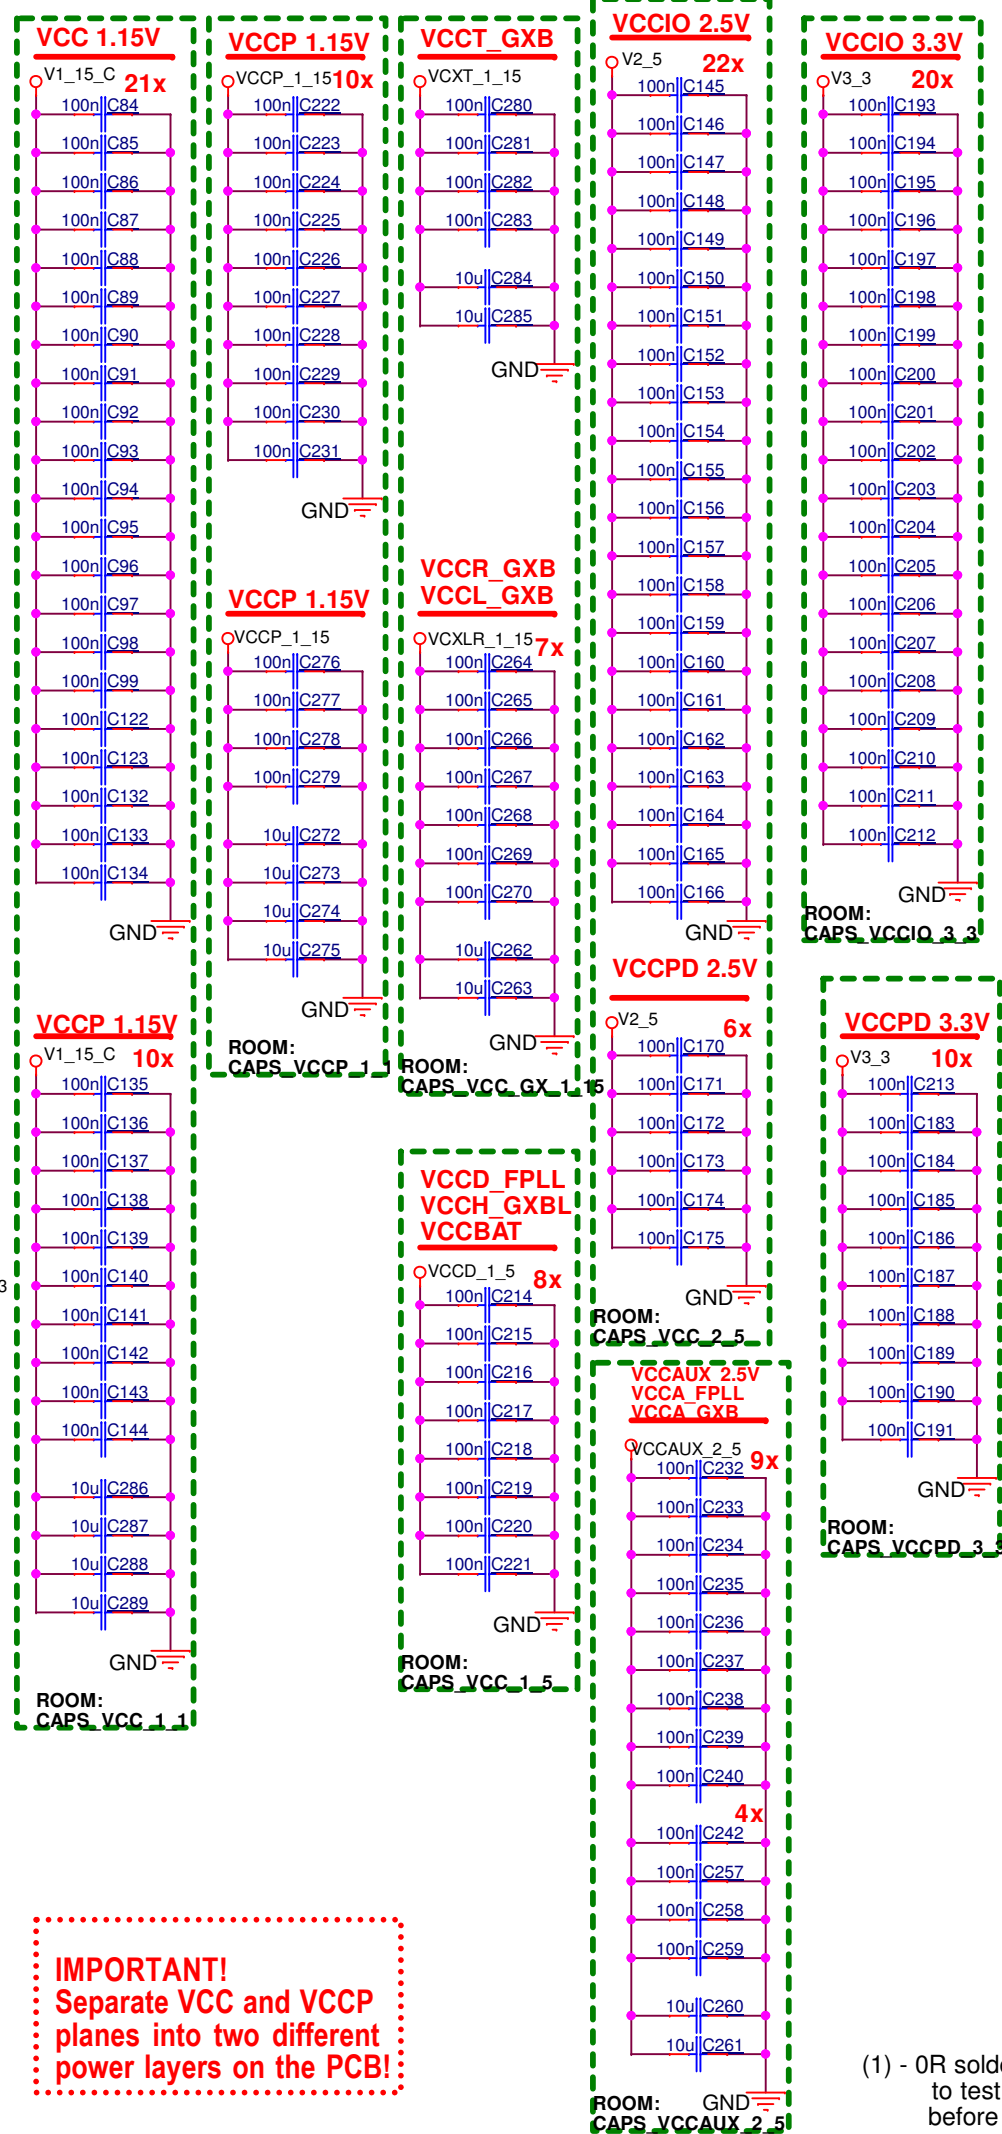 VCC 1.15V
V1_15_C
21x
100n C84
100n C85
100n C86
100n C87
100n C88
100n C89
100n C90
100n C91
100n C92
100n C93
100n C94
100n C95
100n C96
100n C97
100n C98
100n C99
100n C122
100n C123
100n C132
100n C133
100n C134
GND
VCCP 1.15V
V1_15_C
10x
100n C135
100n C136
100n C137
100n C138
100n C139
100n C140
100n C141
100n C142
100n C143
100n C144
10u C286
10u C287
10u C288
10u C289
GND
ROOM:
CAPS_VCC_1_1
3
VCCP 1.15V
VCCP_1_15
10x
100n C222
100n C223
100n C224
100n C225
100n C226
100n C227
100n C228
100n C229
100n C230
100n C231
GND
VCCP 1.15V
VCCP_1_15
100n C276
100n C277
100n C278
100n C279
10u C272
10u C273
10u C274
10u C275
GND
ROOM:
CAPS_VCCP_1_1
VCCT_GXB
VCXT_1_15
100n C280
100n C281
100n C282
100n C283
10u C284
10u C285
GND
VCCR_GXB
VCCL_GXB
VCXLR_1_15
7x
100n C264
100n C265
100n C266
100n C267
100n C268
100n C269
100n C270
10u C262
10u C263
GND
ROOM:
CAPS_VCC_GX_1_15
VCCD_FPLL
VCCH_GXBL
VCCBAT
VCCD_1_5
8x
100n C214
100n C215
100n C216
100n C217
100n C218
100n C219
100n C220
100n C221
GND
ROOM:
CAPS_VCC_1_5
VCCIO 2.5V
V2_5
22x
100n C145
100n C146
100n C147
100n C148
100n C149
100n C150
100n C151
100n C152
100n C153
100n C154
100n C155
100n C156
100n C157
100n C158
100n C159
100n C160
100n C161
100n C162
100n C163
100n C164
100n C165
100n C166
GND
VCCPD 2.5V
V2_5
6x
100n C170
100n C171
100n C172
100n C173
100n C174
100n C175
GND
ROOM:
CAPS_VCC_2_5
VCCAUX 2.5V
VCCA_FPLL
VCCA_GXB
VCCAUX_2_5
9x
100n C232
100n C233
100n C234
100n C235
100n C236
100n C237
100n C238
100n C239
100n C240
4x
100n C242
100n C257
100n C258
100n C259
10u C260
10u C261
GND
ROOM:
CAPS_VCCAUX_2_5
VCCIO 3.3V
V3_3
20x
100n C193
100n C194
100n C195
100n C196
100n C197
100n C198
100n C199
100n C200
100n C201
100n C202
100n C203
100n C204
100n C205
100n C206
100n C207
100n C208
100n C209
100n C210
100n C211
100n C212
GND
ROOM:
CAPS_VCCIO_3_3
VCCPD 3.3V
V3_3
10x
100n C213
100n C183
100n C184
100n C185
100n C186
100n C187
100n C188
100n C189
100n C190
100n C191
GND
ROOM:
CAPS_VCCPD_3_3
IMPORTANT!
Separate VCC and VCCP
planes into two different
power layers on the PCB!
(1) - 0R sold
to test
before